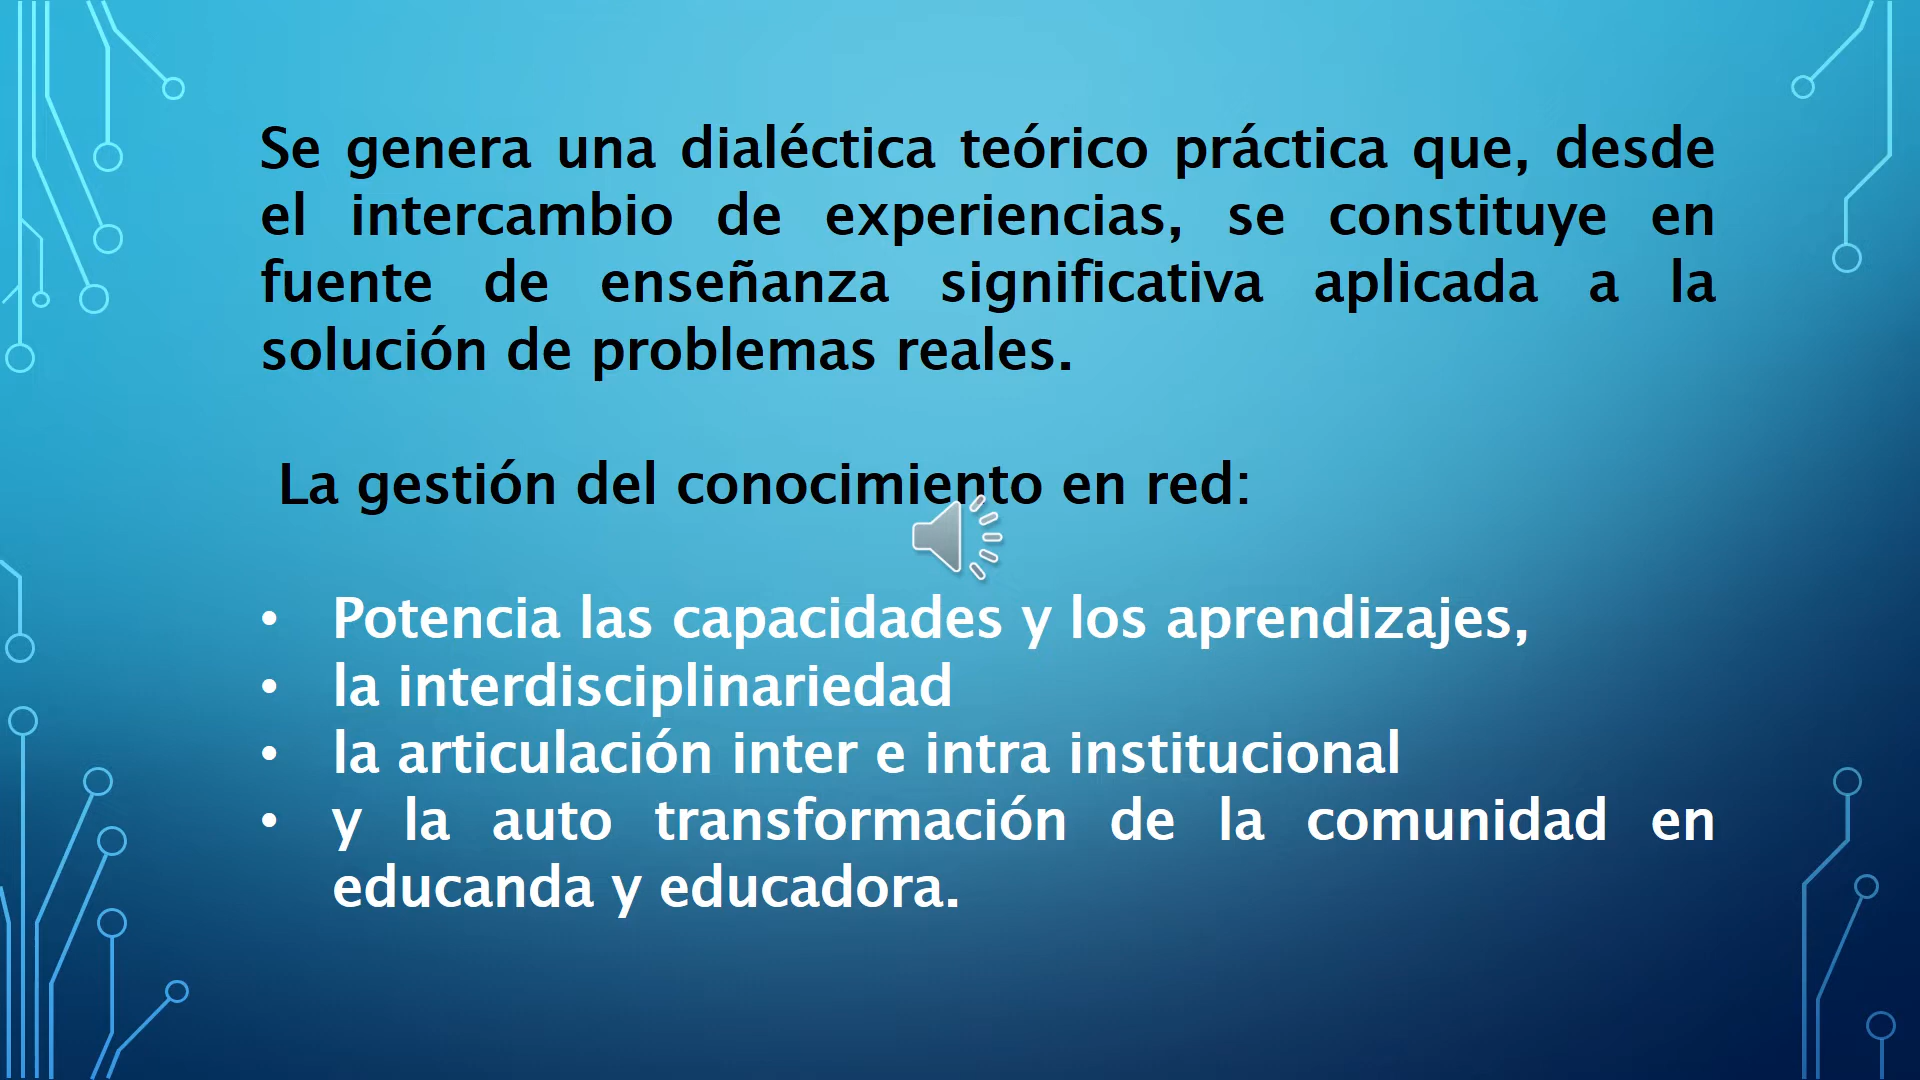 Se genera una dialéctica teórico práctica que, desde
el intercambio de experiencias, se constituye en
fuente de enseñanza significativa aplicada a la
solución de problemas reales.
La gestión del conocimiento en red:
• Potencia las capacidades y los aprendizajes,
• la interdisciplinariedad
• la articulación inter e intra institucional
• y la auto transformación de la comunidad en
educanda y educadora.